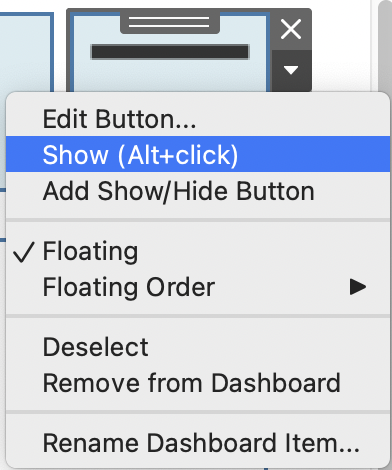 Edit Button...
Show (Alt+click)
Add Show/Hide Button
Floating
Floating Order
Deselect
Remove from Dashboard
Rename Dashboard Item...